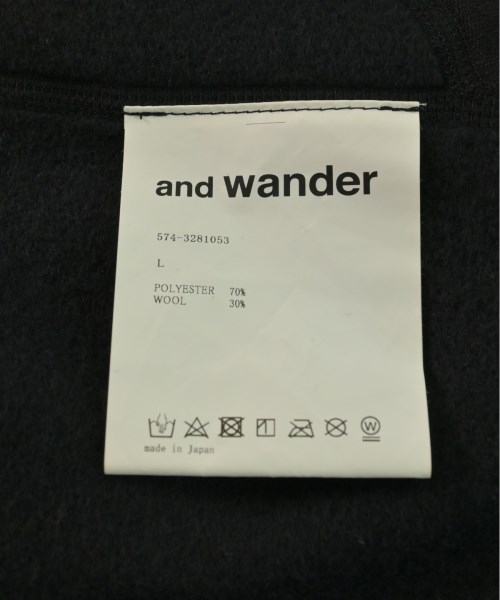 and wander
574-3281053
L
POLYESTER 70%
WOOL 30%
W
made in Japan